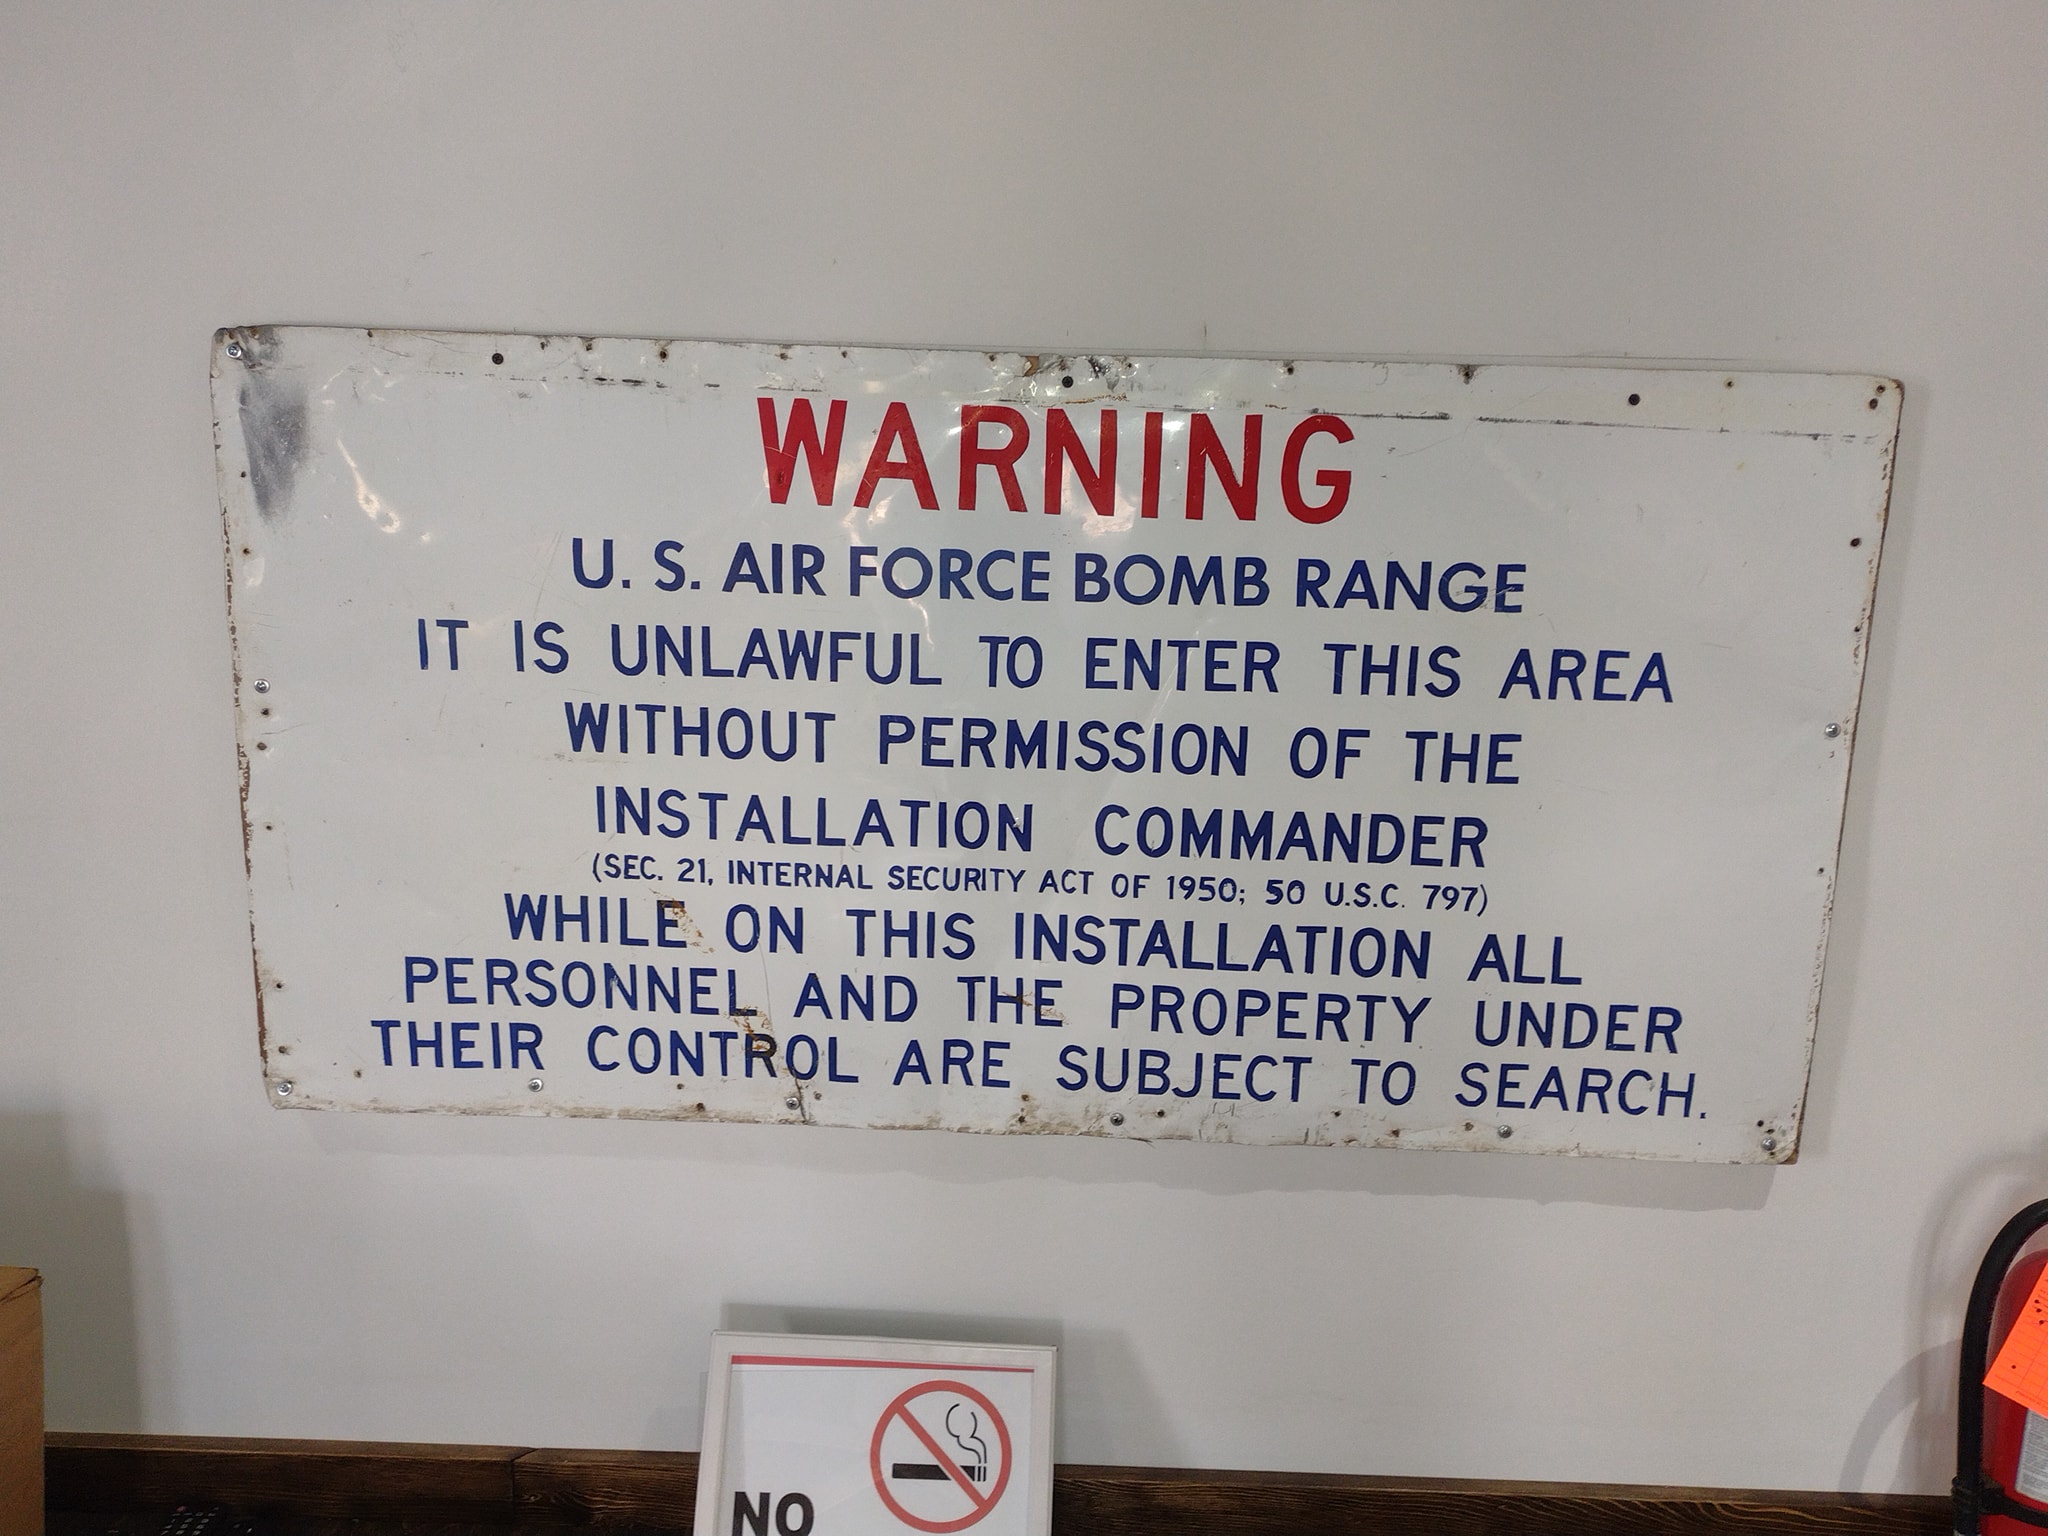 WARNING
U. S. AIR FORCE BOMB RANGE
IT IS UNLAWFUL TO ENTER THIS AREA
WITHOUT PERMISSION OF THE
INSTALLATION COMMANDER
(SEC. 21, INTERNAL SECURITY ACT OF 1950; 50 U.S.C. 797)
WHILE ON THIS INSTALLATION ALL
PERSONNEL AND THE PROPERTY UNDER
THEIR CONTROL ARE SUBJECT TO SEARCH.
NO